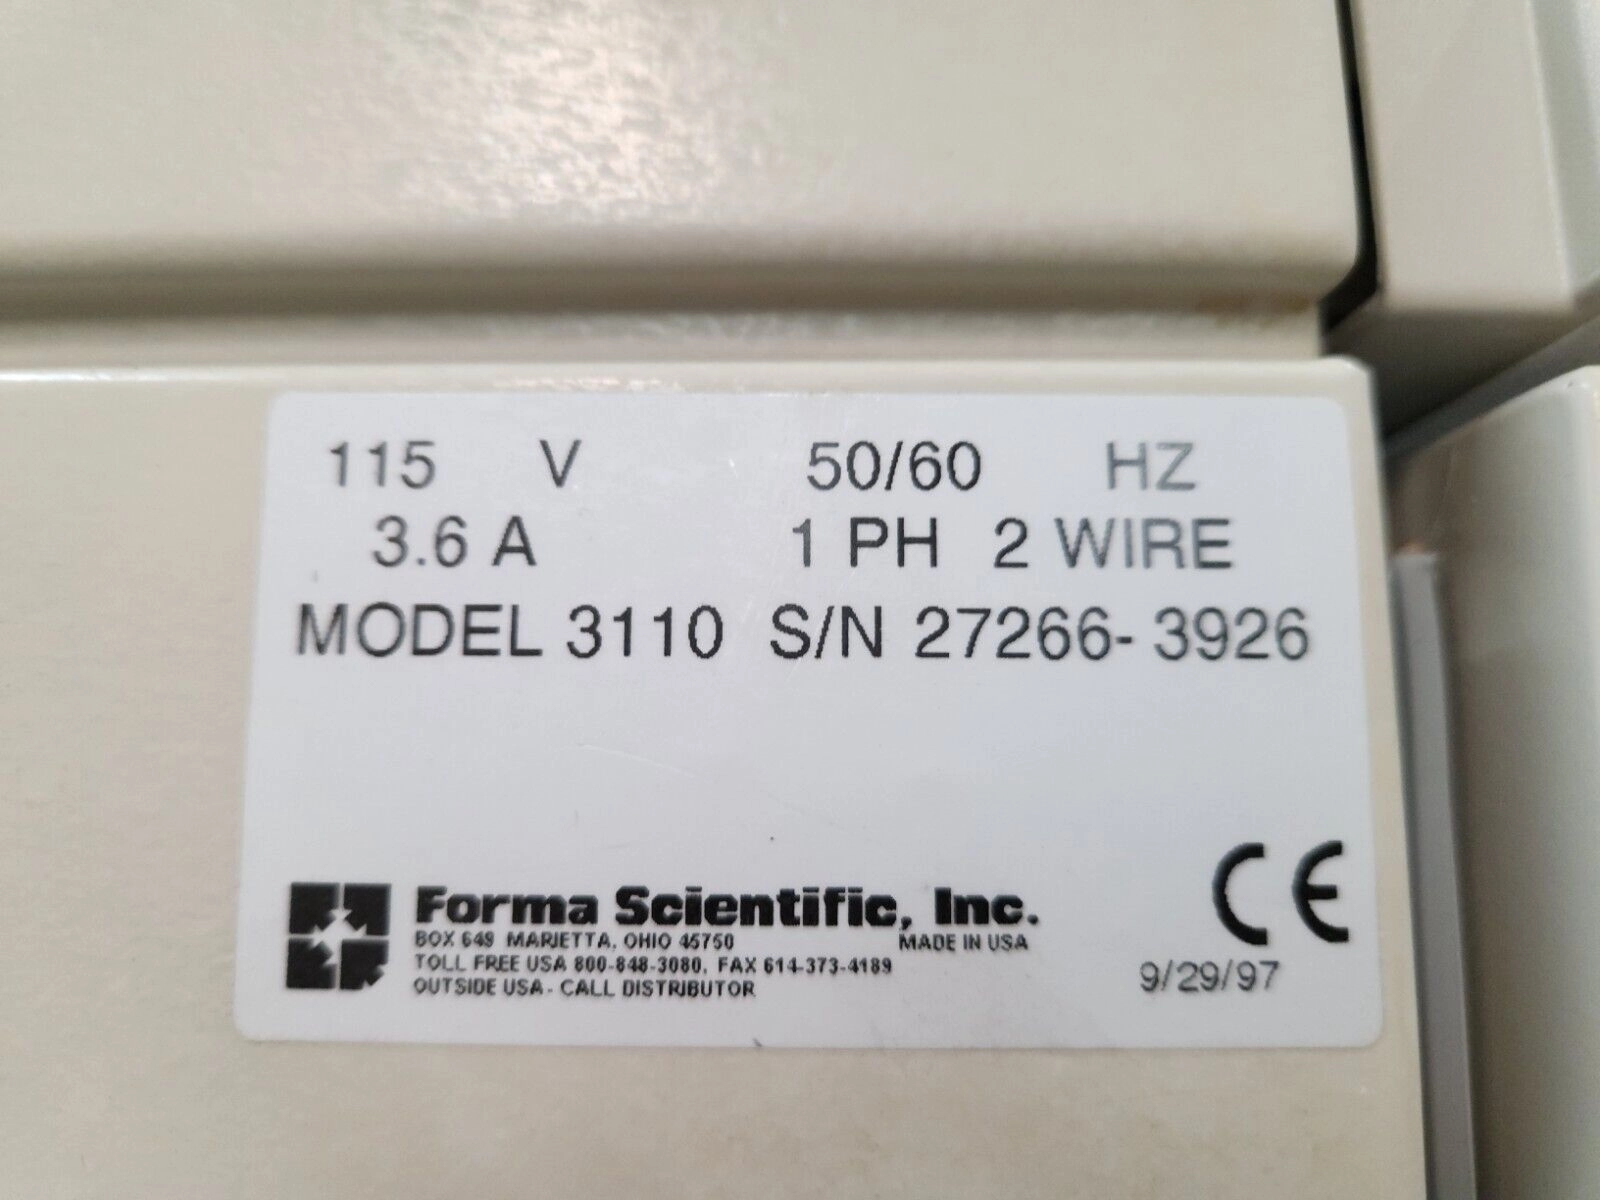 115 V 50/60 HZ
3.6 A 1 PH 2 WIRE
MODEL 3110 S/N 27266-3926
Forma Scientific, Inc.
BOX 649 MARIETTA, OHIO 45750 MADE IN USA
TOLL FREE USA 800-848-3080, FAX 614-373-4189
OUTSIDE USA - CALL DISTRIBUTOR
CE
9/29/97